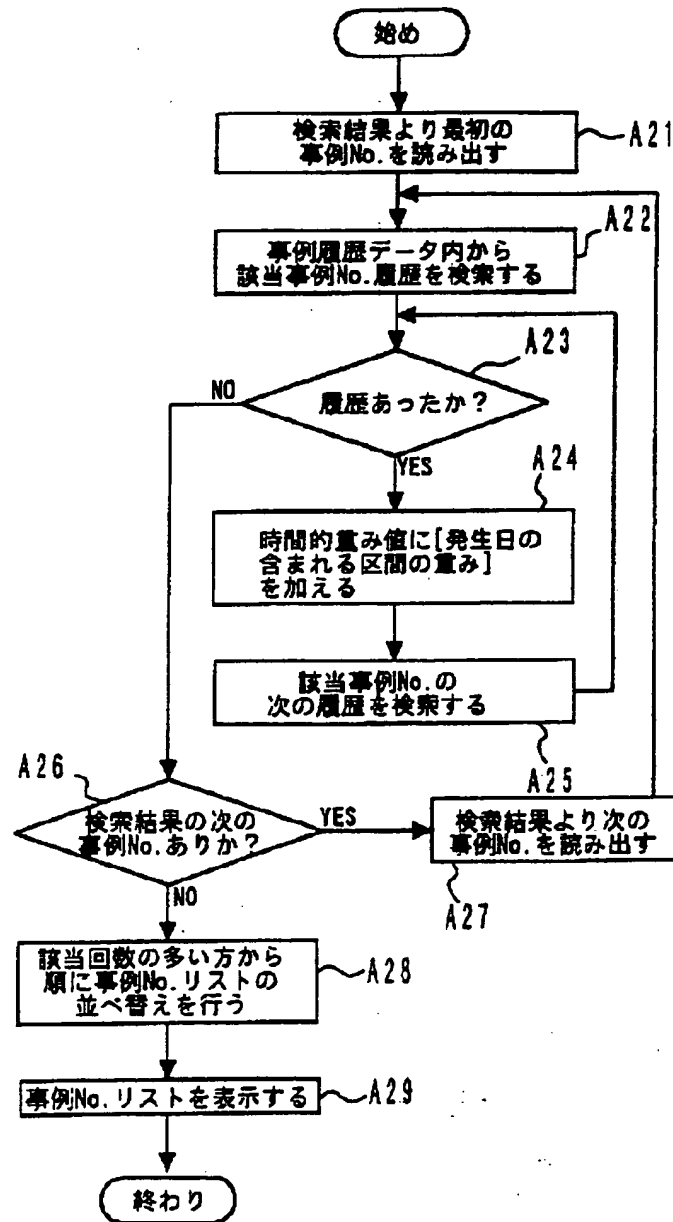 始め
検索結果より最初の
事例No.を読み出す
A21
A22
事例履歴データ内から
該当事例No.履歴を検索する
A23
NO
履歴あったか?
YES
A24
時間的重み値に[発生日の
含まれる区間の重み]
を加える
該当事例No.の
次の履歴を検索する
A25
A26
検索結果の次の
事例No.ありか?
YES
検索結果より次の
事例No.を読み出す
A27
NO
該当回数の多い方から
順に事例No.リストの
並べ替えを行う
A28
事例No.リストを表示する
A29
終わり